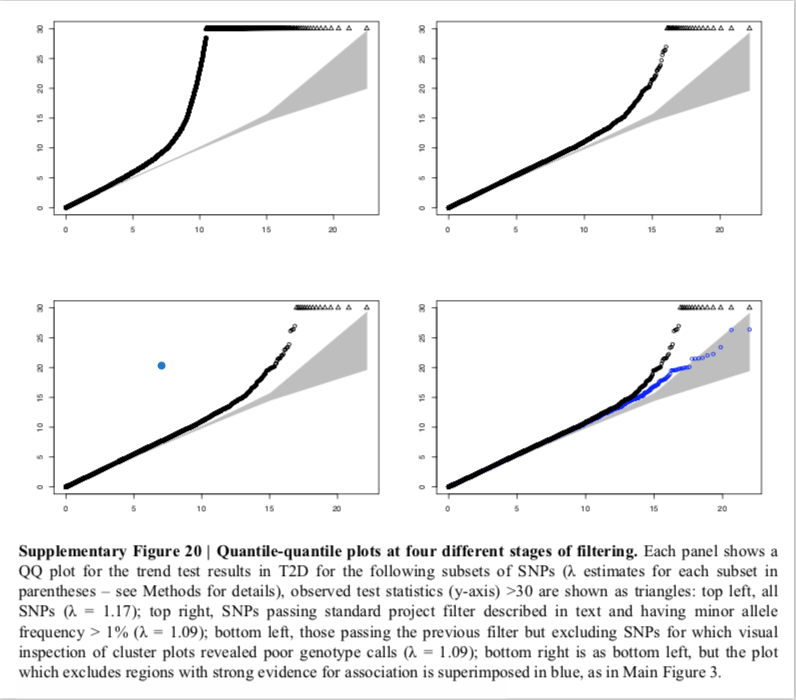 30
25
20
15
10
5
0
0 5 10 15 20
30
25
20
15
10
5
0
0 5 10 15 20
30
25
20
15
10
5
0
0 5 10 15 20
30
25
20
15
10
5
0
0 5 10 15 20
Supplementary Figure 20 | Quantile-quantile plots at four different stages of filtering. Each panel shows a
QQ plot for the trend test results in T2D for the following subsets of SNPs (λ estimates for each subset in
parentheses – see Methods for details), observed test statistics (y-axis) >30 are shown as triangles: top left, all
SNPs (λ = 1.17); top right, SNPs passing standard project filter described in text and having minor allele
frequency > 1% (λ = 1.09); bottom left, those passing the previous filter but excluding SNPs for which visual
inspection of cluster plots revealed poor genotype calls (λ = 1.09); bottom right is as bottom left, but the plot
which excludes regions with strong evidence for association is superimposed in blue, as in Main Figure 3.